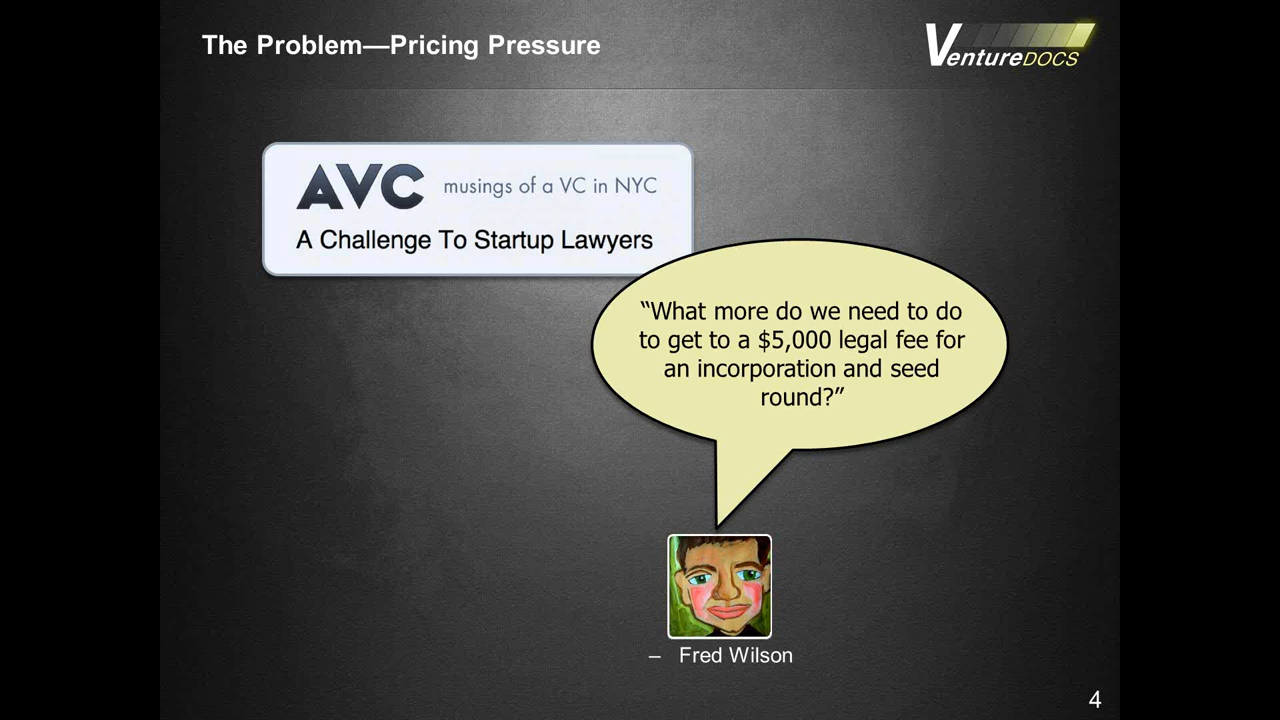 The Problem—Pricing Pressure
VentureDOCS
AVC musings of a VC in NYC
A Challenge To Startup Lawyers
“What more do we need to do
to get to a $5,000 legal fee for
an incorporation and seed
round?”
– Fred Wilson
4